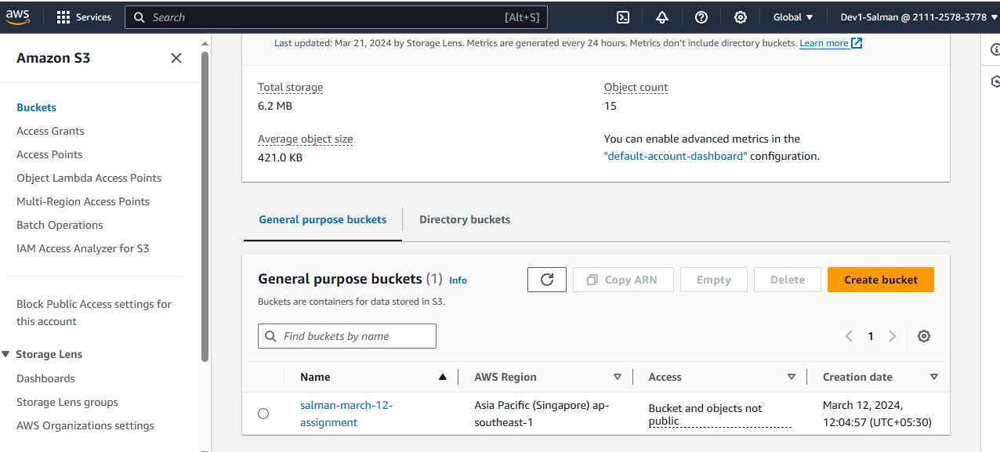 aws Services Search [Alt+S] Global Dev1-Salman @ 2111-2578-3778
Amazon S3
Buckets
Access Grants
Access Points
Object Lambda Access Points
Multi-Region Access Points
Batch Operations
IAM Access Analyzer for S3
Block Public Access settings for
this account
Storage Lens
Dashboards
Storage Lens groups
AWS Organizations settings
Last updated: Mar 21, 2024 by Storage Lens. Metrics are generated every 24 hours. Metrics don't include directory buckets. Learn more
Total storage
6.2 MB
Object count
15
Average object size
421.0 KB
You can enable advanced metrics in the
"default-account-dashboard" configuration.
General purpose buckets
Directory buckets
General purpose buckets (1) Info
Copy ARN
Empty
Delete
Create bucket
Buckets are containers for data stored in S3.
Find buckets by name
1
Name
AWS Region
Access
Creation date
salman-march-12-
assignment
Asia Pacific (Singapore) ap-
southeast-1
Bucket and objects not
public
March 12, 2024,
12:04:57 (UTC+05:30)